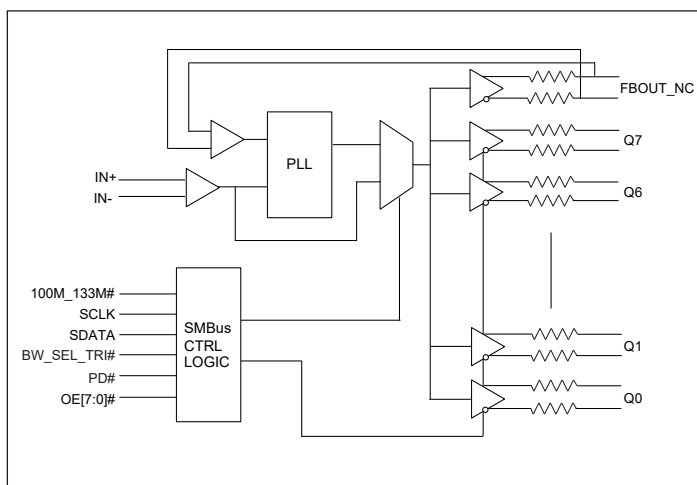 FBOUT_NC
Q7
PLL
IN+
IN-
Q6
100M_133M#
SCLK
SDATA
BW_SEL_TRI#
PD#
OE[7:0]#
SMBus
CTRL
LOGIC
Q1
Q0